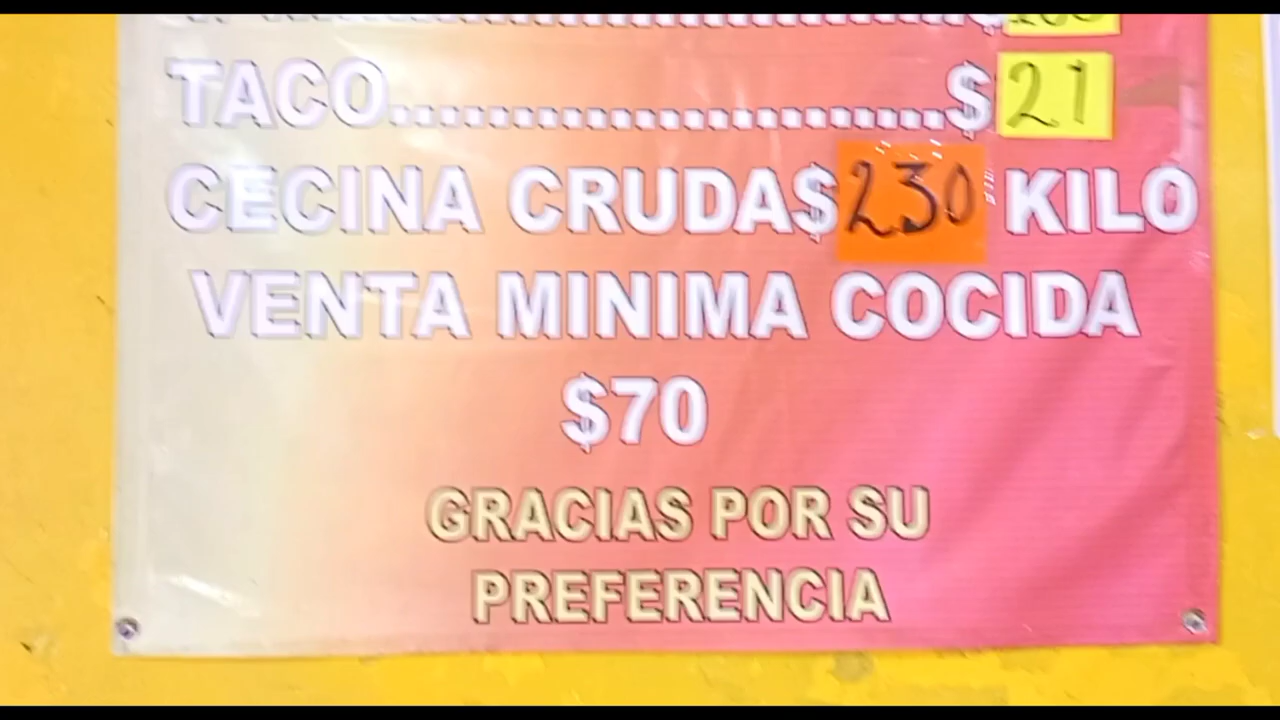 TACO........................$ 21
CECINA CRUDA$ 230 KILO
VENTA MINIMA COCIDA
$70
GRACIAS POR SU
PREFERENCIA